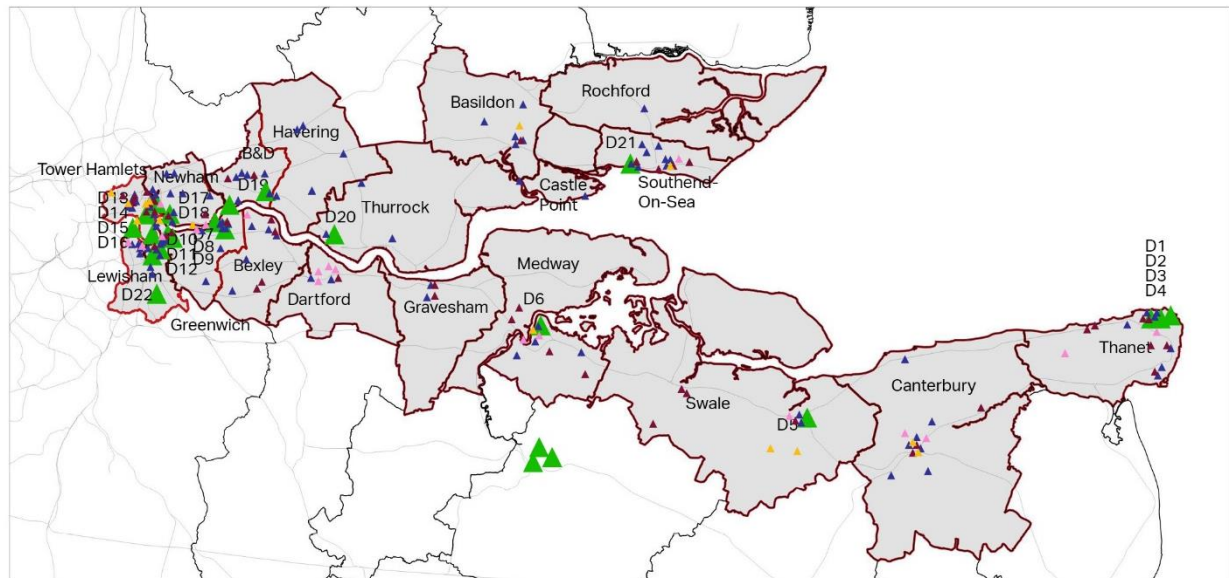 Rochford
Basildon
Havering
D21
B&D
Tower Hamlets
Newham
D19
Castle
Point
Southend-
On-Sea
D13
D17
D14
D18
D20
Thurrock
D15
D7
D16
D10
D8
D11
D9
D12
Bexley
Lewisham
D22
Dartford
Gravesham
Greenwich
Medway
D6
D1
D2
D3
D4
Thanet
Canterbury
Swale
D5